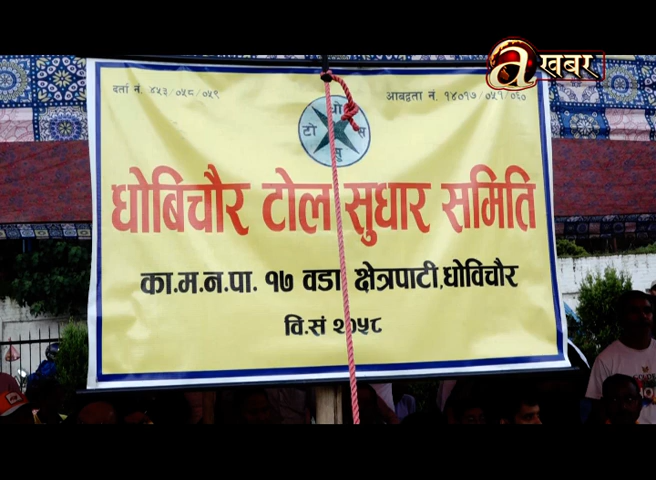 a खबर
दर्ता नं. ४५३/०५८/०५९
आबद्धता नं. १४०१७/०५९/०६०
धो
टो स
सु
धोबिचौर टोल सुधार समिति
का.म.न.पा. १७ वडा क्षेत्रपाटी,धोविचौर
वि.सं २०५८